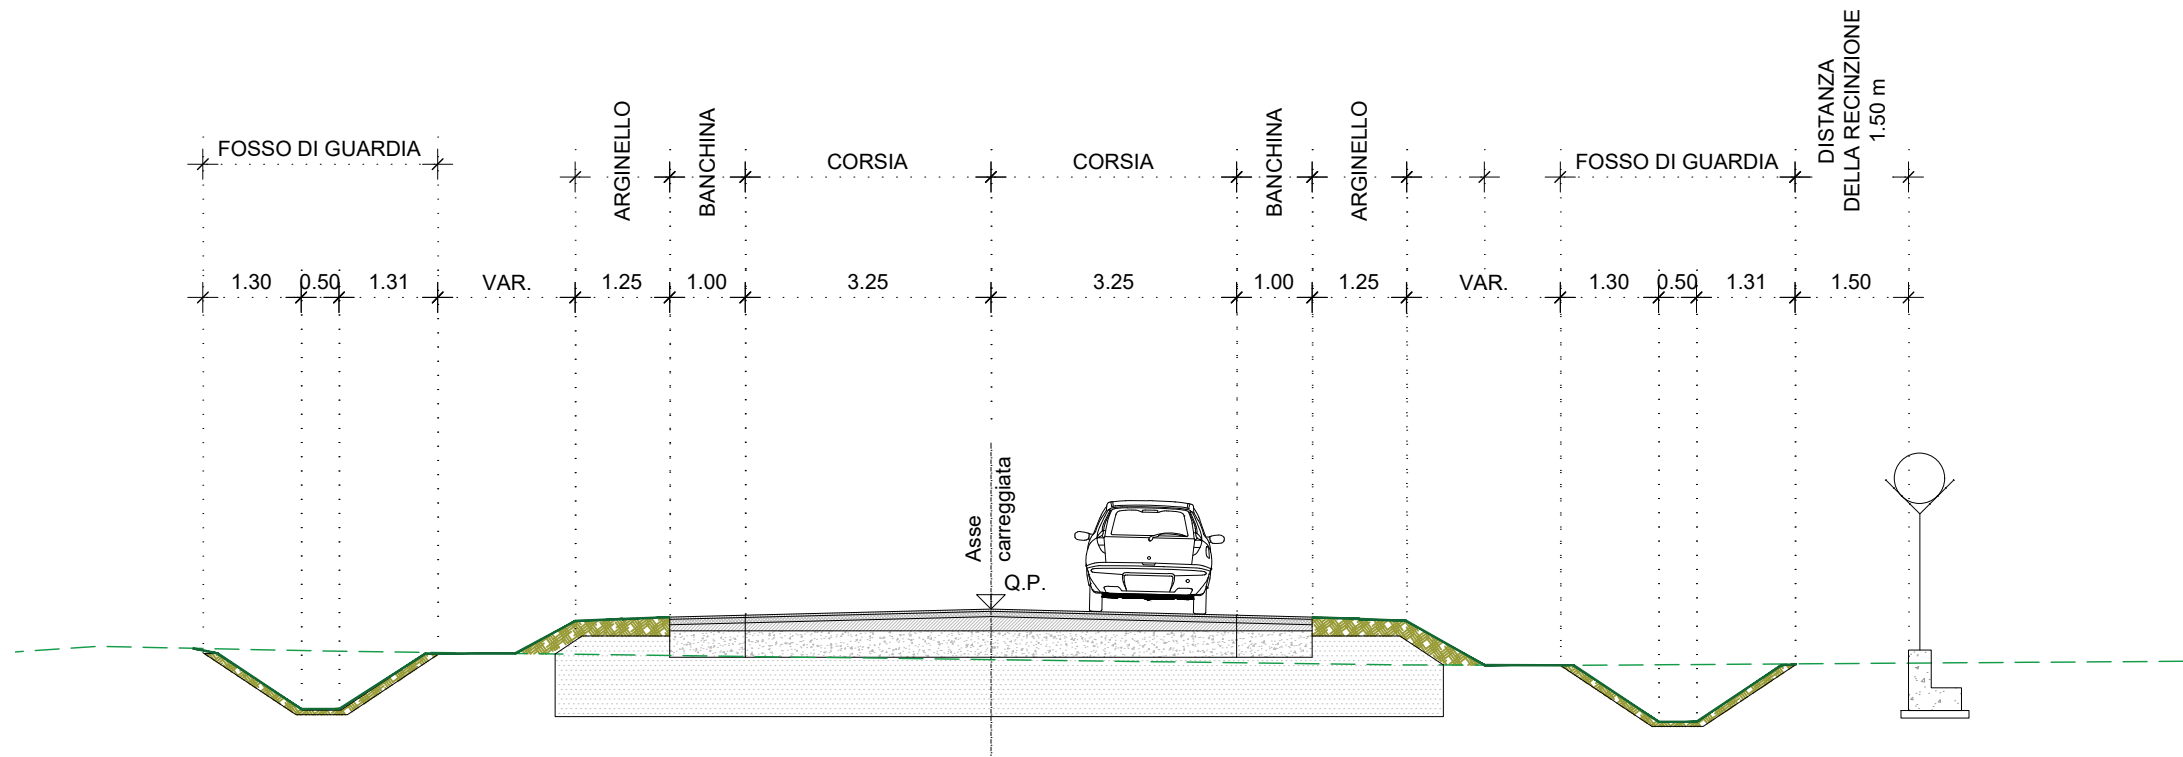 FOSSO DI GUARDIA
ARGINELLO
BANCHINA
CORSIA
CORSIA
BANCHINA
ARGINELLO
FOSSO DI GUARDIA
DISTANZA
DELLA RECINZIONE
1.50 m
1.30
0.50
1.31
VAR.
1.25
1.00
3.25
3.25
1.00
1.25
VAR.
1.30
0.50
1.31
1.50
Asse
carreggiata
Q.P.